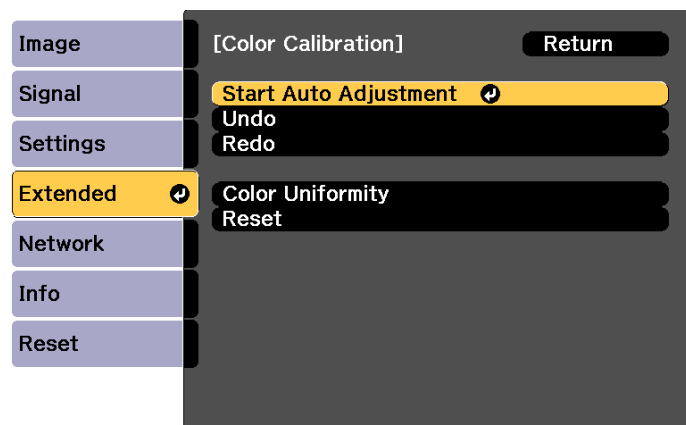 Image
Signal
Settings
Extended
Network
Info
Reset
[Color Calibration]
Return
Start Auto Adjustment
Undo
Redo
Color Uniformity
Reset